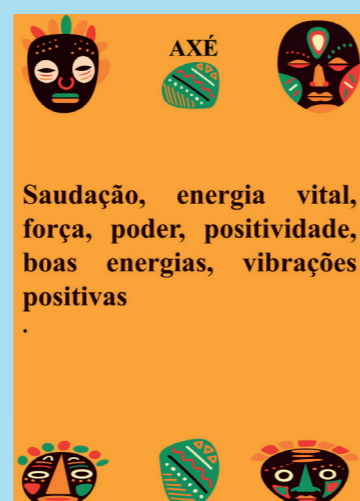 AXÉ
Saudação, energia vital,
força, poder, positividade,
boas energias, vibrações
positivas
.